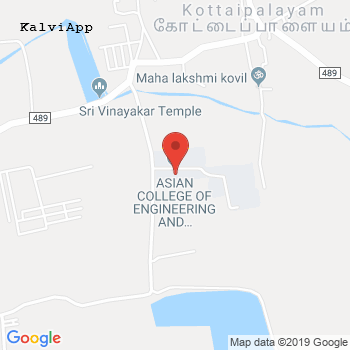 Kottaipalayam
கோட்டைப்பாளையம்
KalviApp
Maha lakshmi kovil
489
Sri Vinayakar Temple
489
ASIAN
COLLEGE OF
ENGINEERING
AND...
Google
Map data ©2019 Google